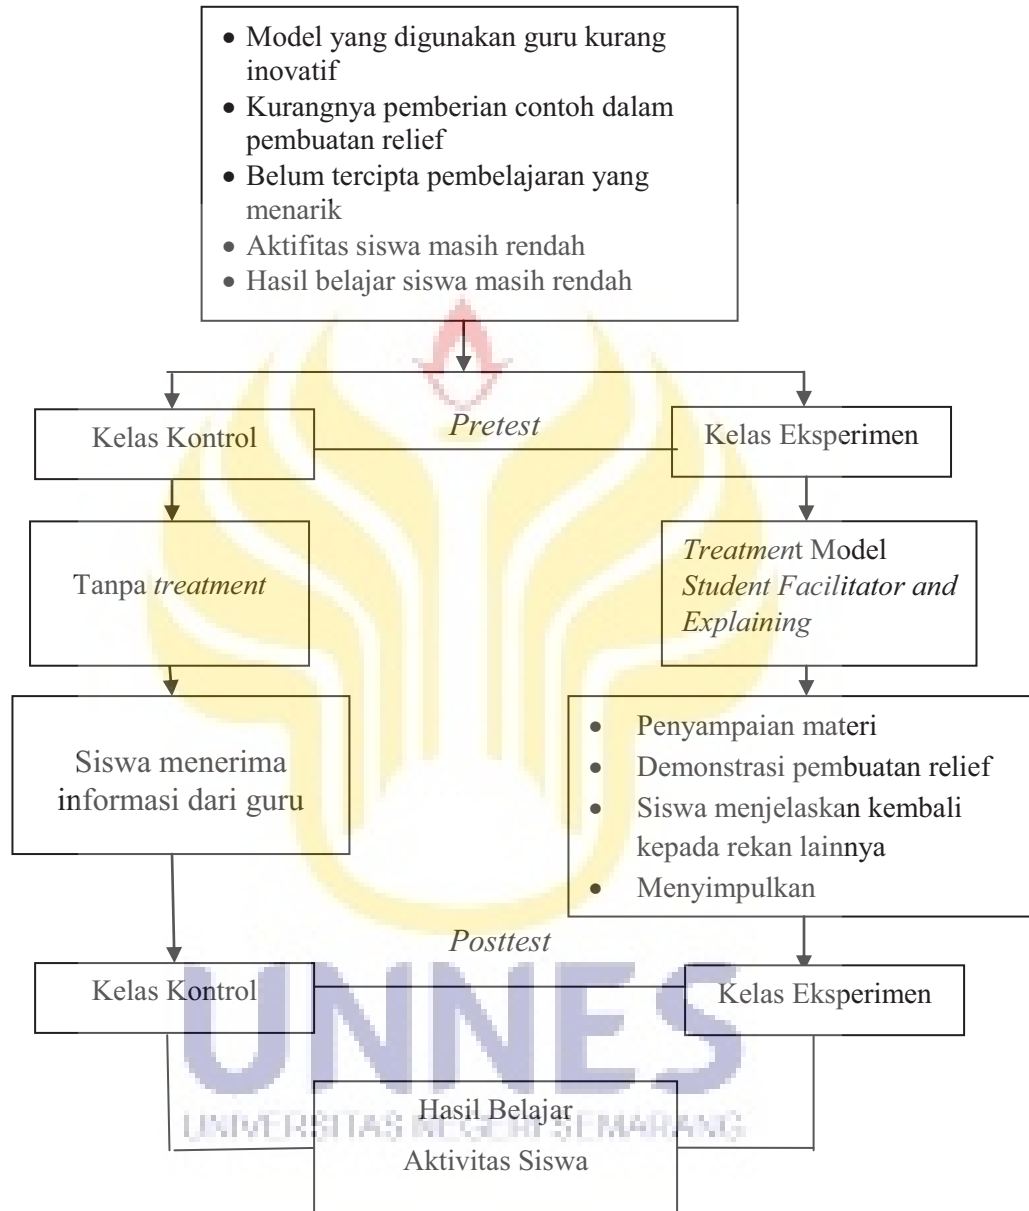 • Model yang digunakan guru kurang
inovatif
• Kurangnya pemberian contoh dalam
pembuatan relief
• Belum tercipta pembelajaran yang
menarik
• Aktifitas siswa masih rendah
• Hasil belajar siswa masih rendah
Kelas Kontrol
Pretest
Kelas Eksperimen
Tanpa treatment
Treatment Model
Student Facilitator and
Explaining
Siswa menerima
informasi dari guru
• Penyampaian materi
• Demonstrasi pembuatan relief
• Siswa menjelaskan kembali
kepada rekan lainnya
• Menyimpulkan
Posttest
Kelas Kontrol
Kelas Eksperimen
UNNES
Hasil Belajar
UNIVERSITAS NEGERI SEMARANG
Aktivitas Siswa